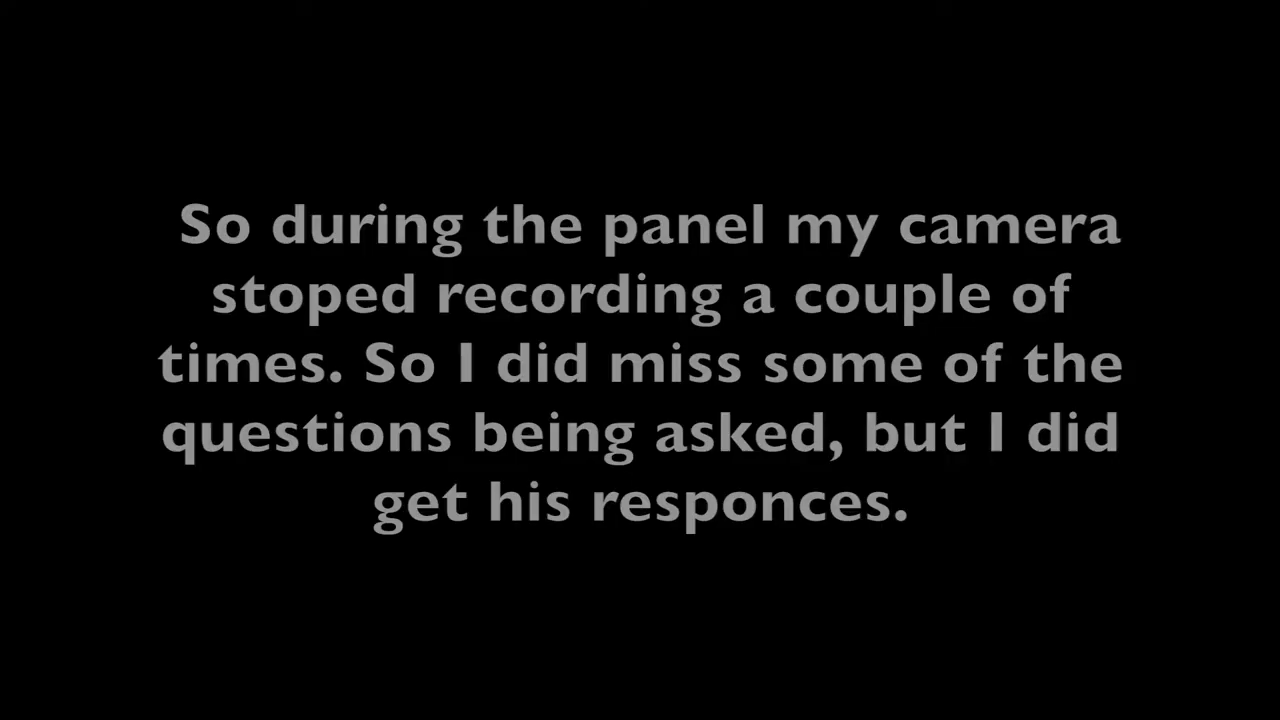 So during the panel my camera
stoped recording a couple of
times. So I did miss some of the
questions being asked, but I did
get his responces.